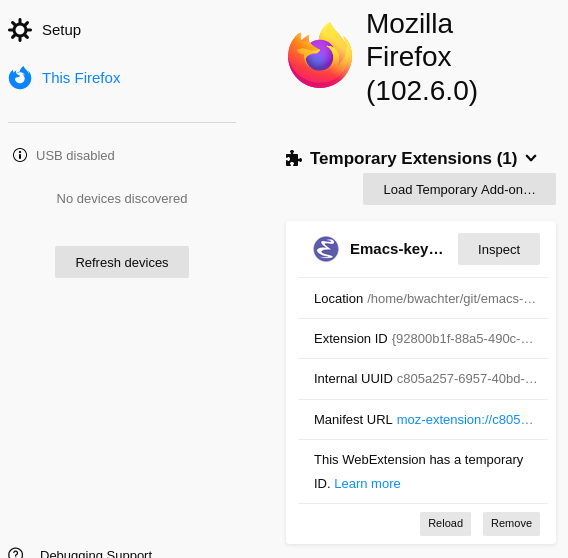 Setup
This Firefox
USB disabled
No devices discovered
Refresh devices
Debugging Support
Mozilla
Firefox
(102.6.0)
Temporary Extensions (1)
Load Temporary Add-on…
Emacs-key…
Inspect
Location /home/bwachter/git/emacs-…
Extension ID {92800b1f-88a5-490c-…
Internal UUID c805a257-6957-40bd-…
Manifest URL moz-extension://c805…
This WebExtension has a temporary
ID. Learn more
Reload
Remove